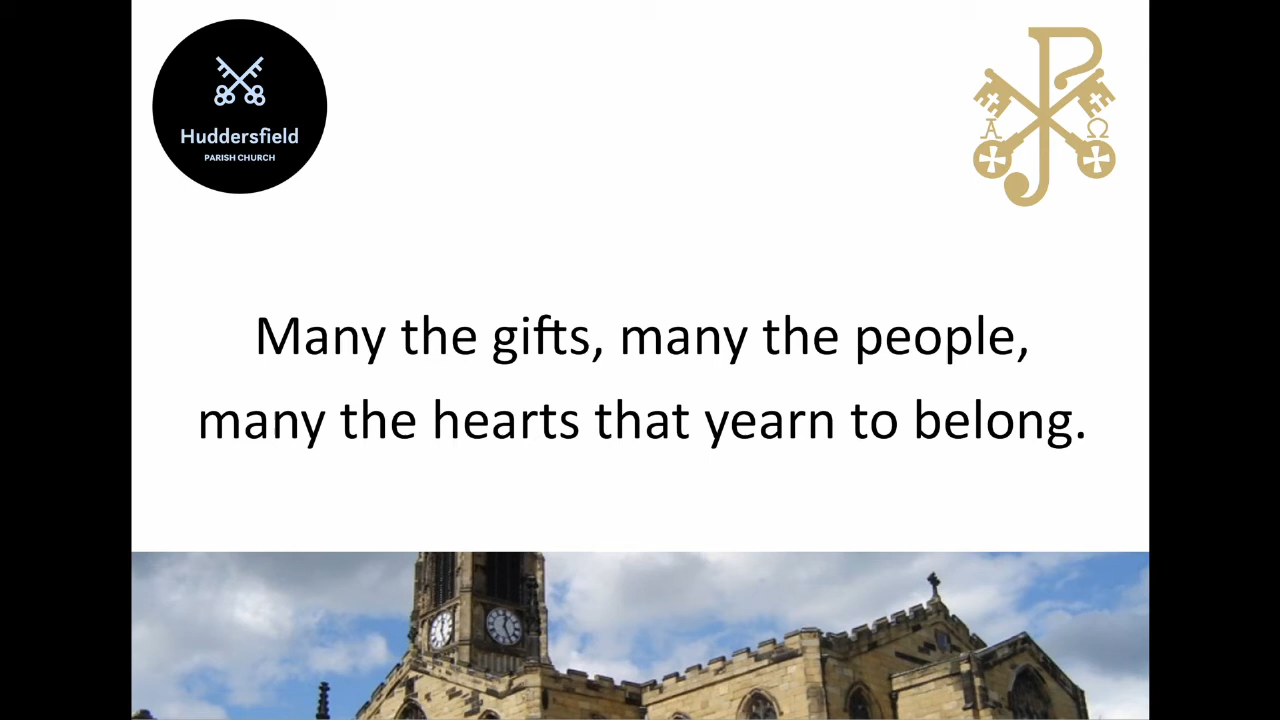 Huddersfield
PARISH CHURCH
Α Ω
Many the gifts, many the people,
many the hearts that yearn to belong.